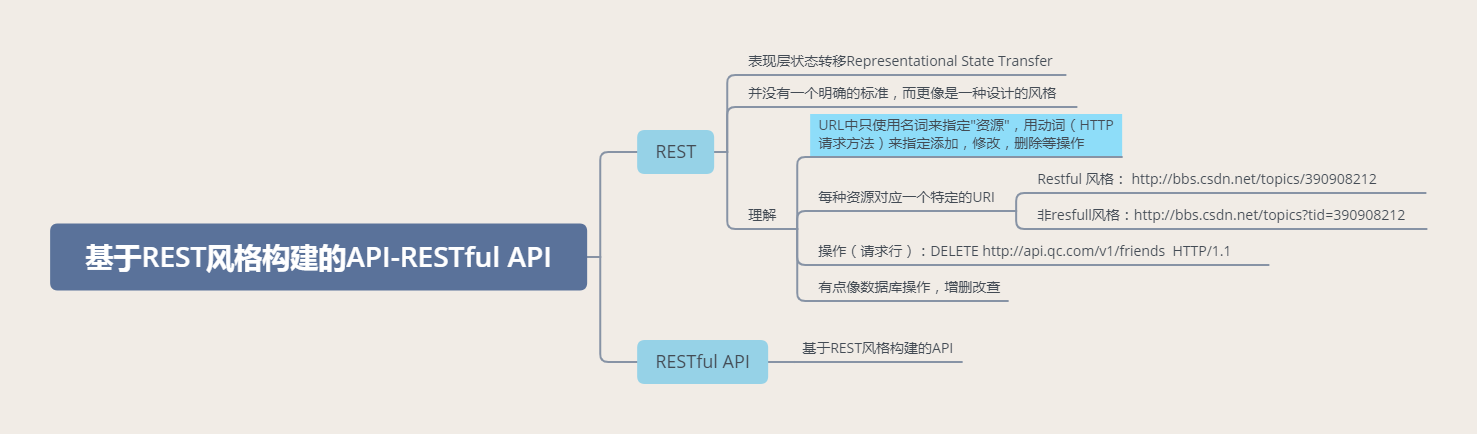 基于REST风格构建的API-RESTful API
REST
表现层状态转移Representational State Transfer
并没有一个明确的标准，而更像是一种设计的风格
理解
URL中只使用名词来指定"资源"，用动词（HTTP
请求方法）来指定添加，修改，删除等操作
每种资源对应一个特定的URI
Restful 风格： http://bbs.csdn.net/topics/390908212
非resfull风格：http://bbs.csdn.net/topics?tid=390908212
操作（请求行）：DELETE http://api.qc.com/v1/friends  HTTP/1.1
有点像数据库操作，增删改查
RESTful API
基于REST风格构建的API